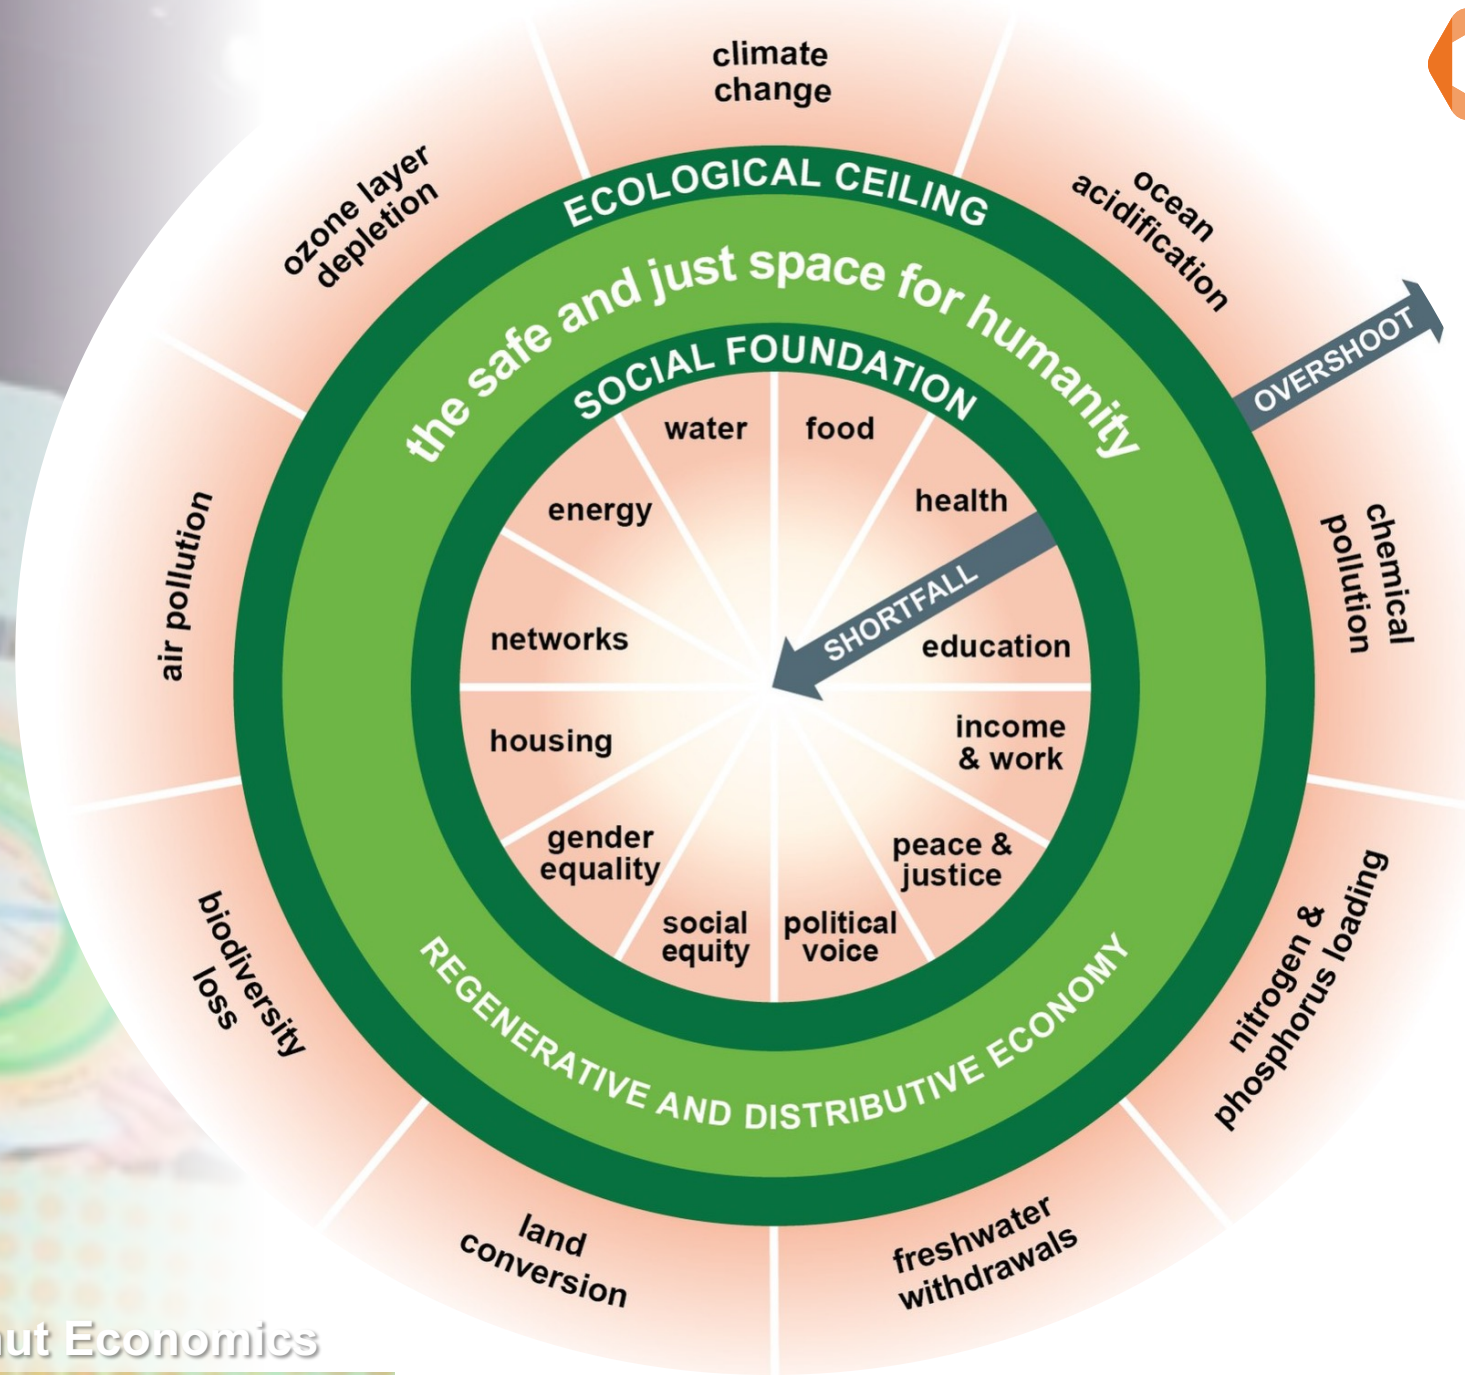 climate
change
ocean
acidification
OVERSHOOT
chemical
pollution
nitrogen &
phosphorus loading
freshwater
withdrawals
land
conversion
biodiversity
loss
air pollution
ozone layer
depletion
ECOLOGICAL CEILING
the safe and just space for humanity
SOCIAL FOUNDATION
water
food
health
SHORTFALL
education
income
& work
peace &
justice
political
voice
social
equity
gender
equality
housing
networks
energy
REGENERATIVE AND DISTRIBUTIVE ECONOMY
Economics